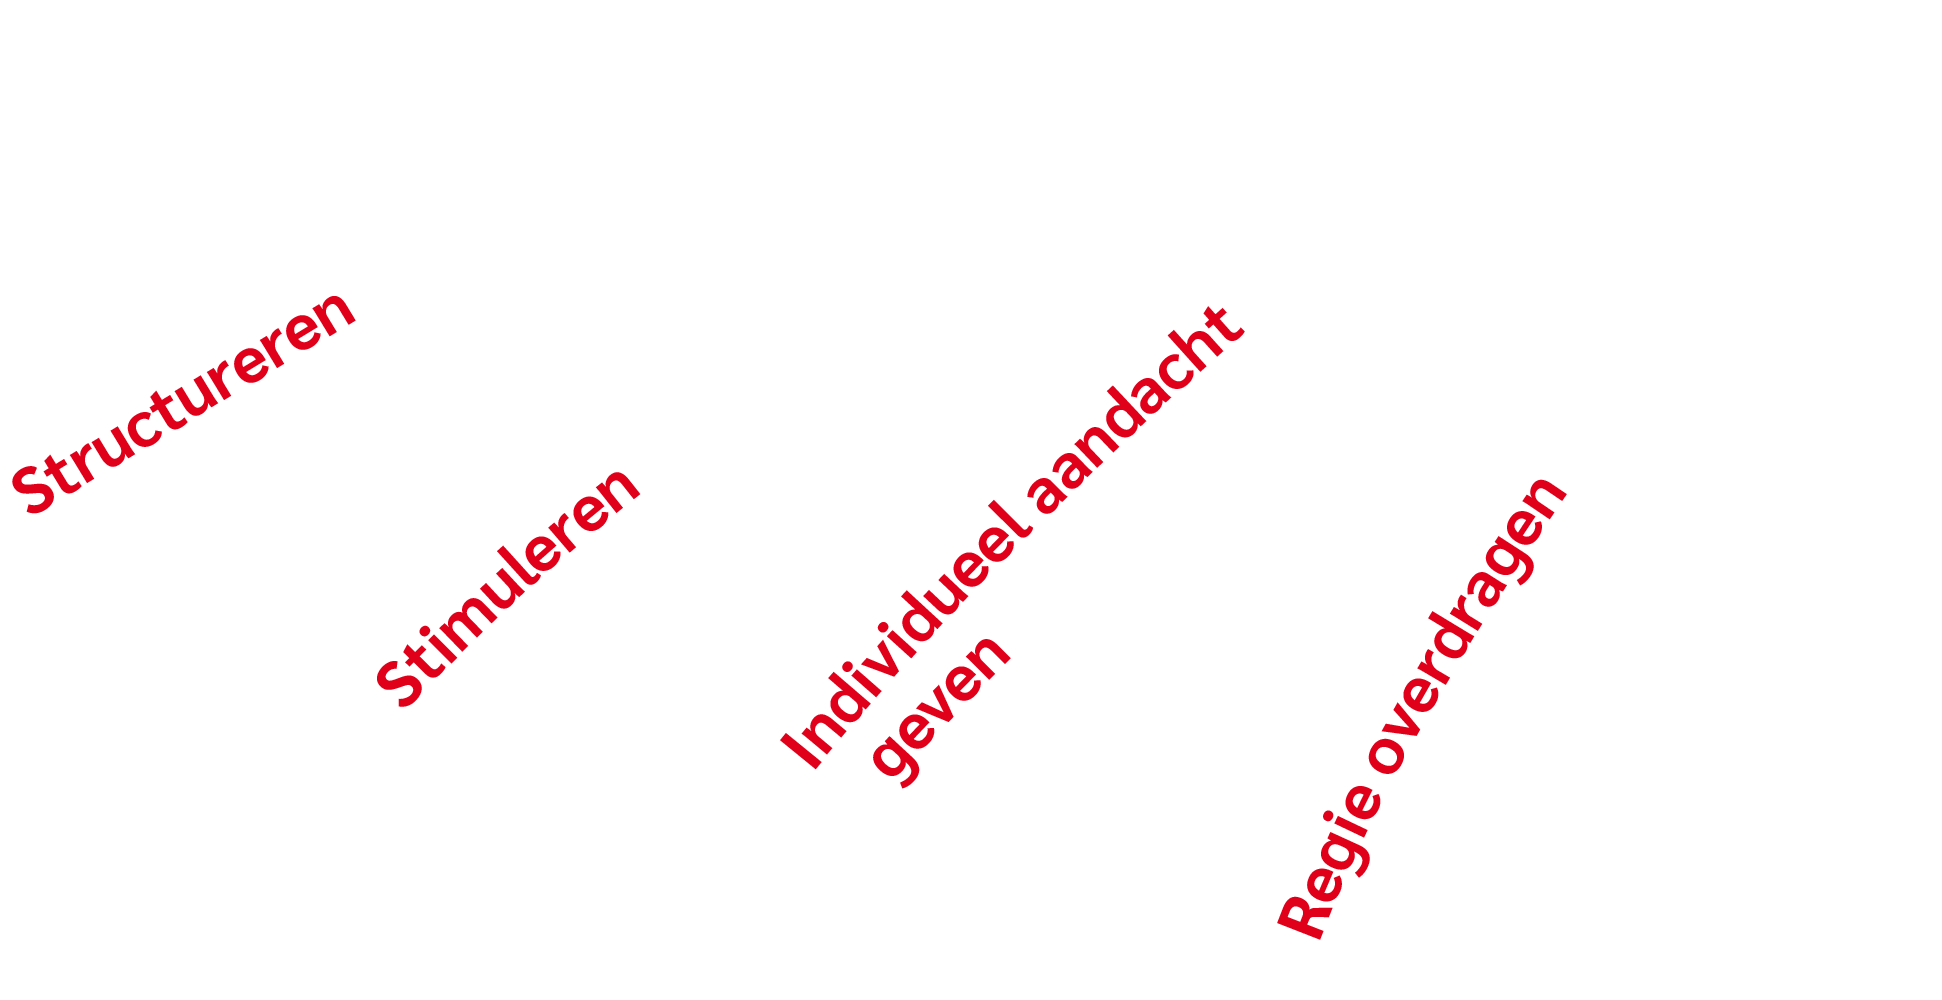 Structureren
Stimuleren
Individueel aandacht
geven
Regie overdragen